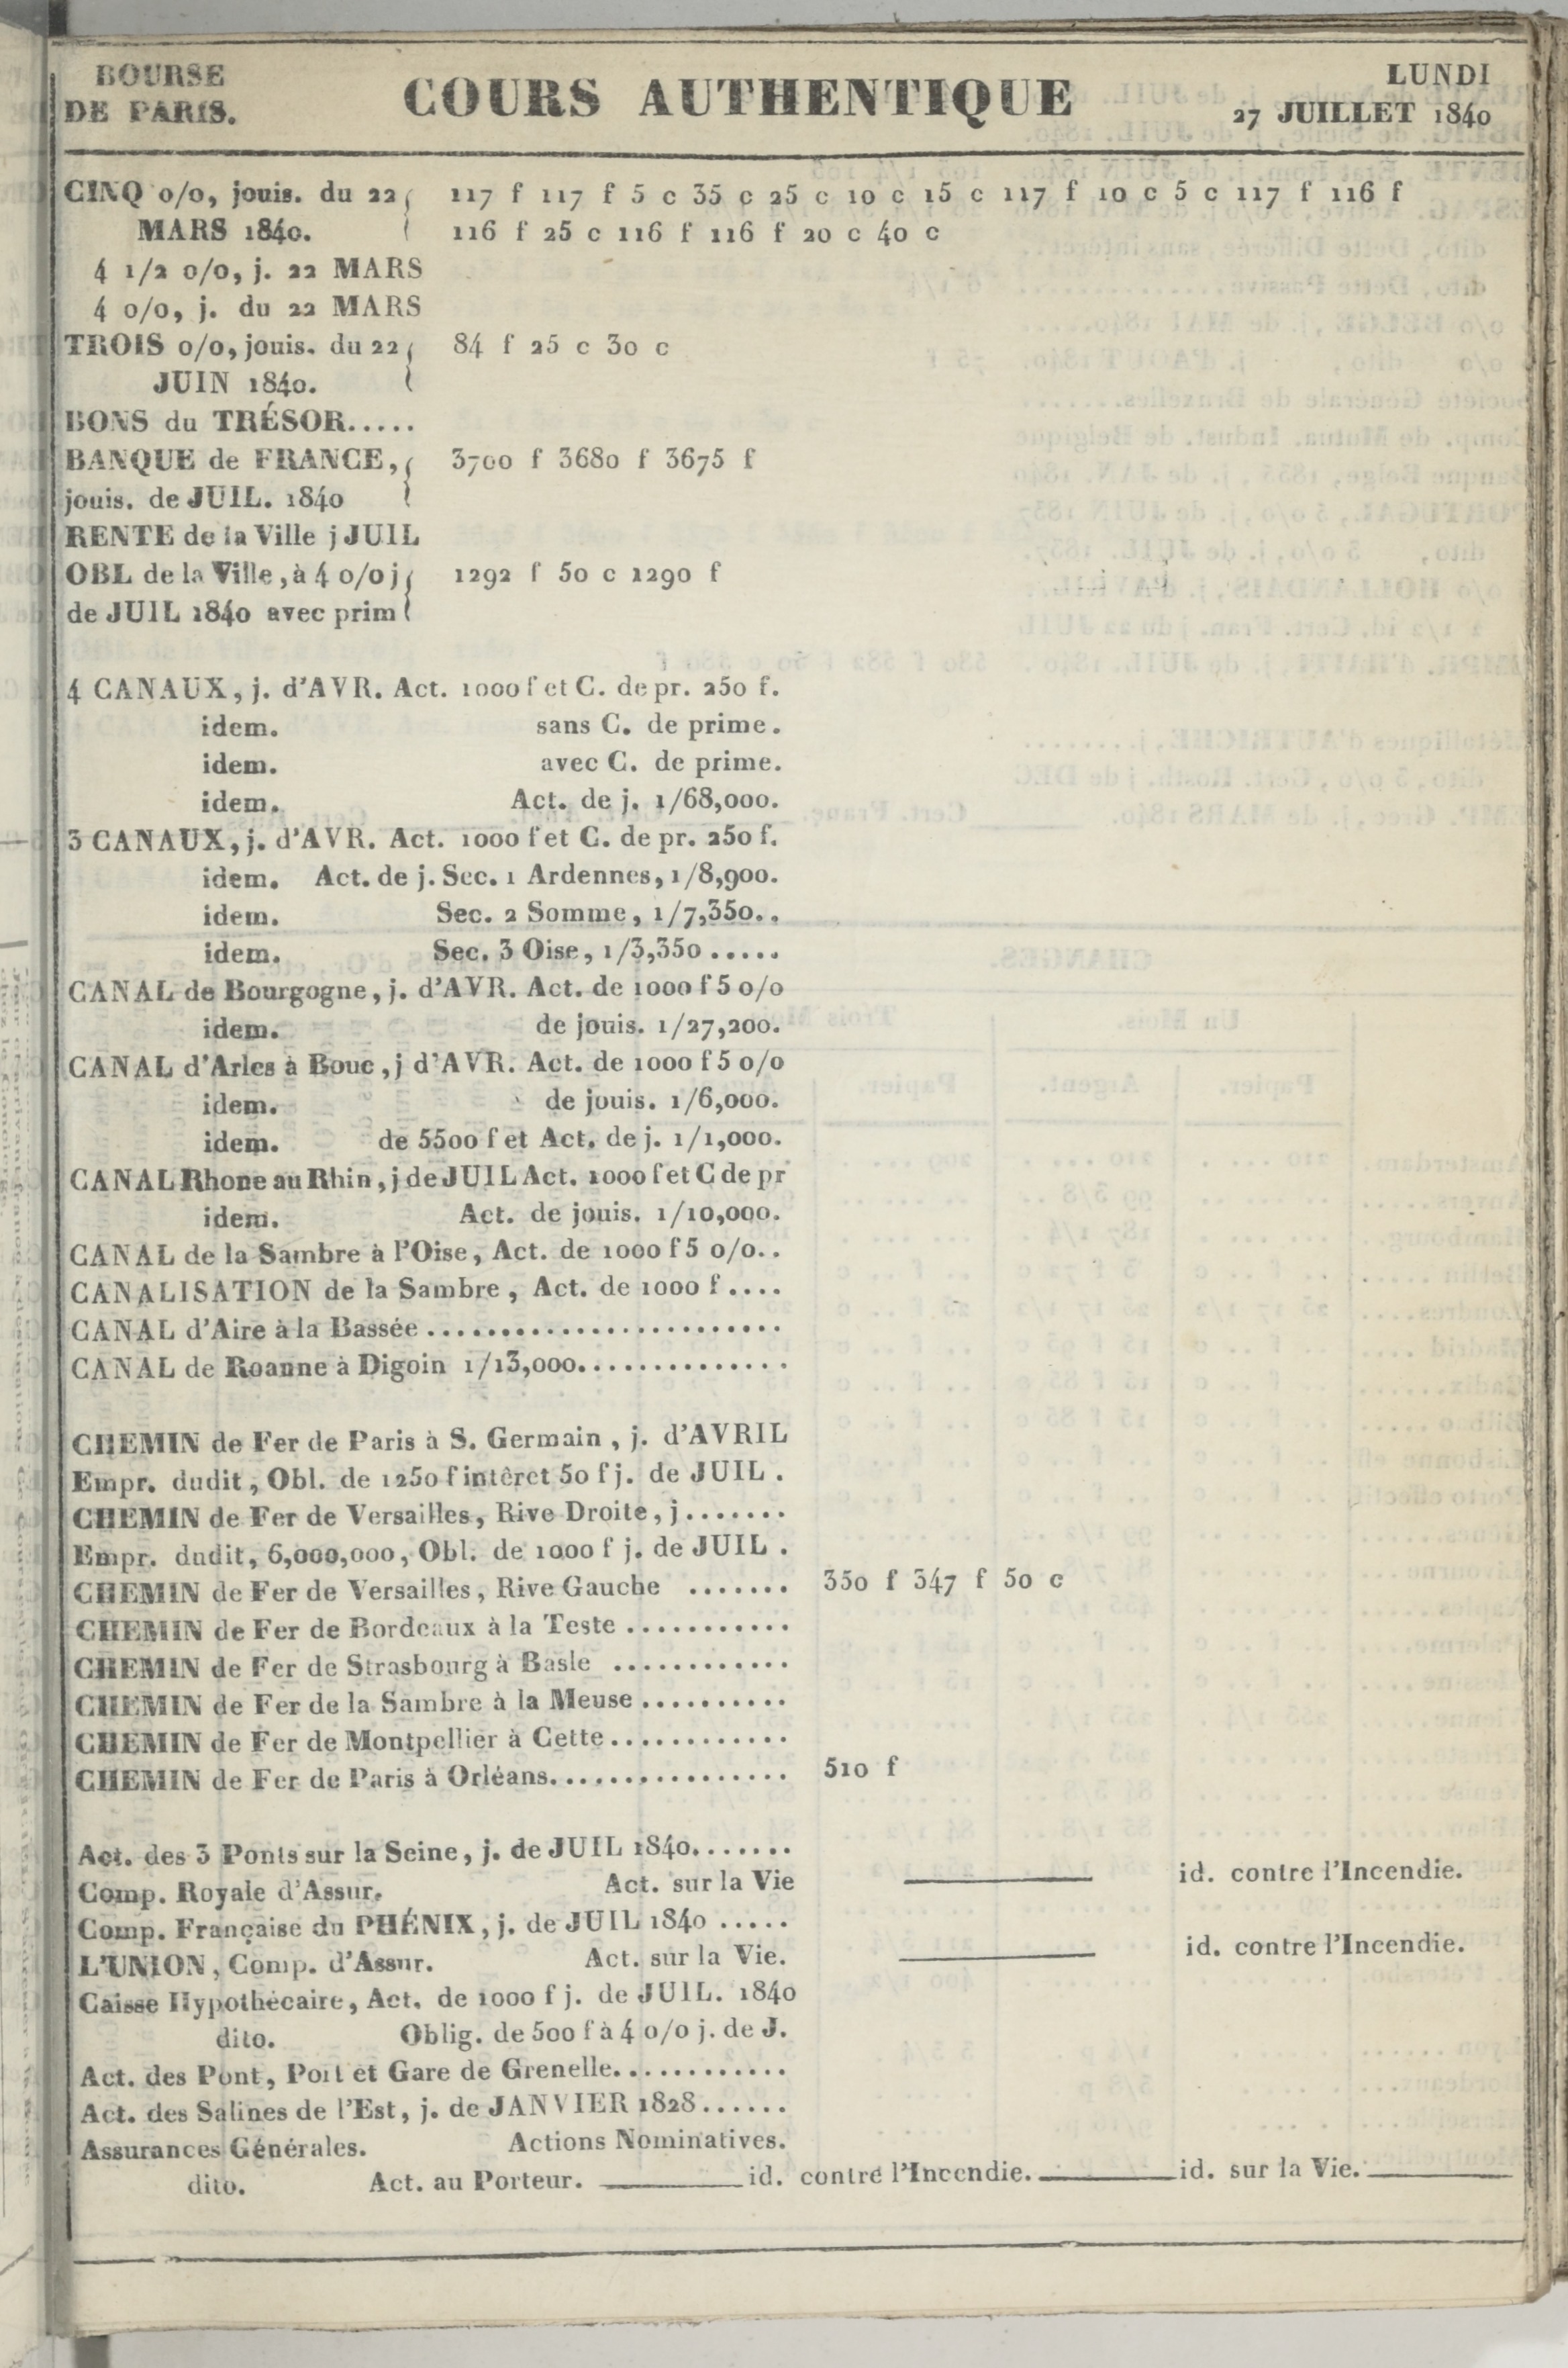 BOURSE
DE PARIS.
COURS AUTHENTIQUE
LUNDI
27 JUILLET 1840
CINQ 0/0, jouis. du 22 117 f 117 f 5 c 35 c 25 c 10 c 15 c 117 f 10 c 5 c 117 f 116 f
MARS 1840. 116 f 25 c 116 f 116 f 20 c 40 c
4 1/2 0/0, j. 22 MARS
4 0/0, j. du 22 MARS
TROIS 0/0, jouis. du 22 84 f 25 c 30 c
JUIN 1840.
BONS du TRÉSOR.....
BANQUE de FRANCE, 3700 f 3680 f 3675 f
jouis. de JUIL. 1840
RENTE de la Ville j JUIL
OBL de la Ville, à 4 0/0 j 1292 f 50 c 1290 f
de JUIL 1840 avec prim
4 CANAUX, j. d'AVR. Act. 1000 f et C. de pr. 250 f.
idem. sans C. de prime.
idem. avec C. de prime.
idem. Act. de j. 1/68,000.
3 CANAUX, j. d'AVR. Act. 1000 f et C. de pr. 250 f.
idem. Act. de j. Sec. 1 Ardennes, 1/8,900.
idem. Sec. 2 Somme, 1/7,350..
idem. Sec. 3 Oise, 1/3,350.....
CANAL de Bourgogne, j. d'AVR. Act. de 1000 f 5 0/0
idem. de jouis. 1/27,200.
CANAL d'Arles à Bouc, j d'AVR. Act. de 1000 f 5 0/0
idem. de jouis. 1/6,000.
idem. de 5500 f et Act. de j. 1/1,000.
CANAL Rhone au Rhin, j de JUIL Act. 1000 f et C de pr
idem. Act. de jouis. 1/10,000.
CANAL de la Sambre à l'Oise, Act. de 1000 f 5 0/0..
CANALISATION de la Sambre, Act. de 1000 f....
CANAL d'Aire à la Bassée........................
CANAL de Roanne à Digoin 1/13,000..............
CHEMIN de Fer de Paris à S. Germain, j. d'AVRIL
Empr. dudit, Obl. de 1250 f intêret 50 f j. de JUIL.
CHEMIN de Fer de Versailles, Rive Droite, j.......
Empr. dudit, 6,000,000, Obl. de 1000 f j. de JUIL.
CHEMIN de Fer de Versailles, Rive Gauche ....... 350 f 347 f 50 c
CHEMIN de Fer de Bordeaux à la Teste...........
CHEMIN de Fer de Strasbourg à Basle ............
CHEMIN de Fer de la Sambre à la Meuse..........
CHEMIN de Fer de Montpellier à Cette............
CHEMIN de Fer de Paris à Orléans................ 510 f
Act. des 3 Ponts sur la Seine, j. de JUIL 1840.......
Comp. Royale d'Assur. Act. sur la Vie id. contre l'Incendie.
Comp. Française du PHÉNIX, j. de JUIL 1840.....
L'UNION, Comp. d'Assur. Act. sur la Vie. id. contre l'Incendie.
Caisse Hypothécaire, Act. de 1000 f j. de JUIL. 1840
dito. Oblig. de 500 f à 4 0/0 j. de J.
Act. des Pont, Port et Gare de Grenelle............
Act. des Salines de l'Est, j. de JANVIER 1828......
Assurances Générales. Actions Nominatives.
dito. Act. au Porteur. id. contre l'Incendie. id. sur la Vie.